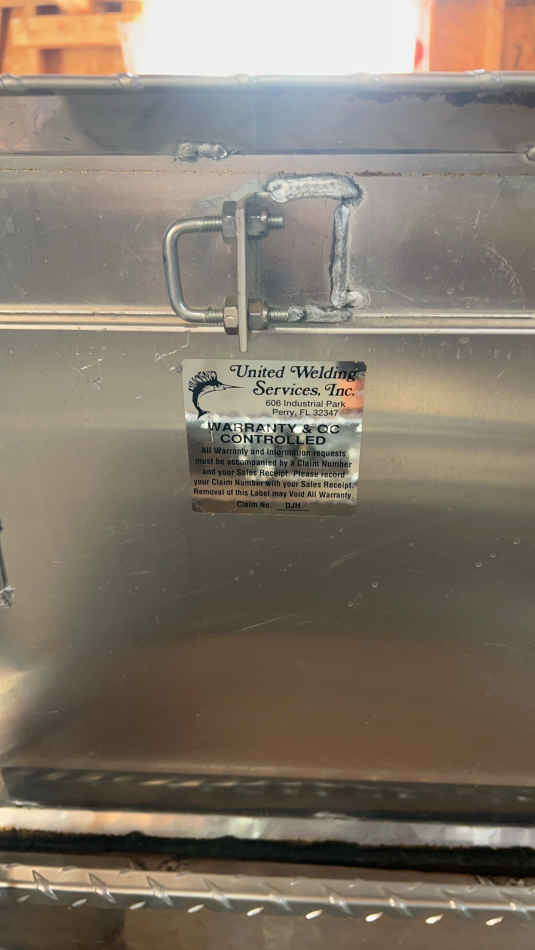 United Welding
Services, Inc.
606 Industrial Park
Perry, FL 32347
WARRANTY & QC
CONTROLLED
All Warranty and Information requests
must be accompanied by a Claim Number
and your Sales Receipt. Please record
your Claim Number with your Sales Receipt.
Removal of this Label may Void All Warranty
Claim No. DJH